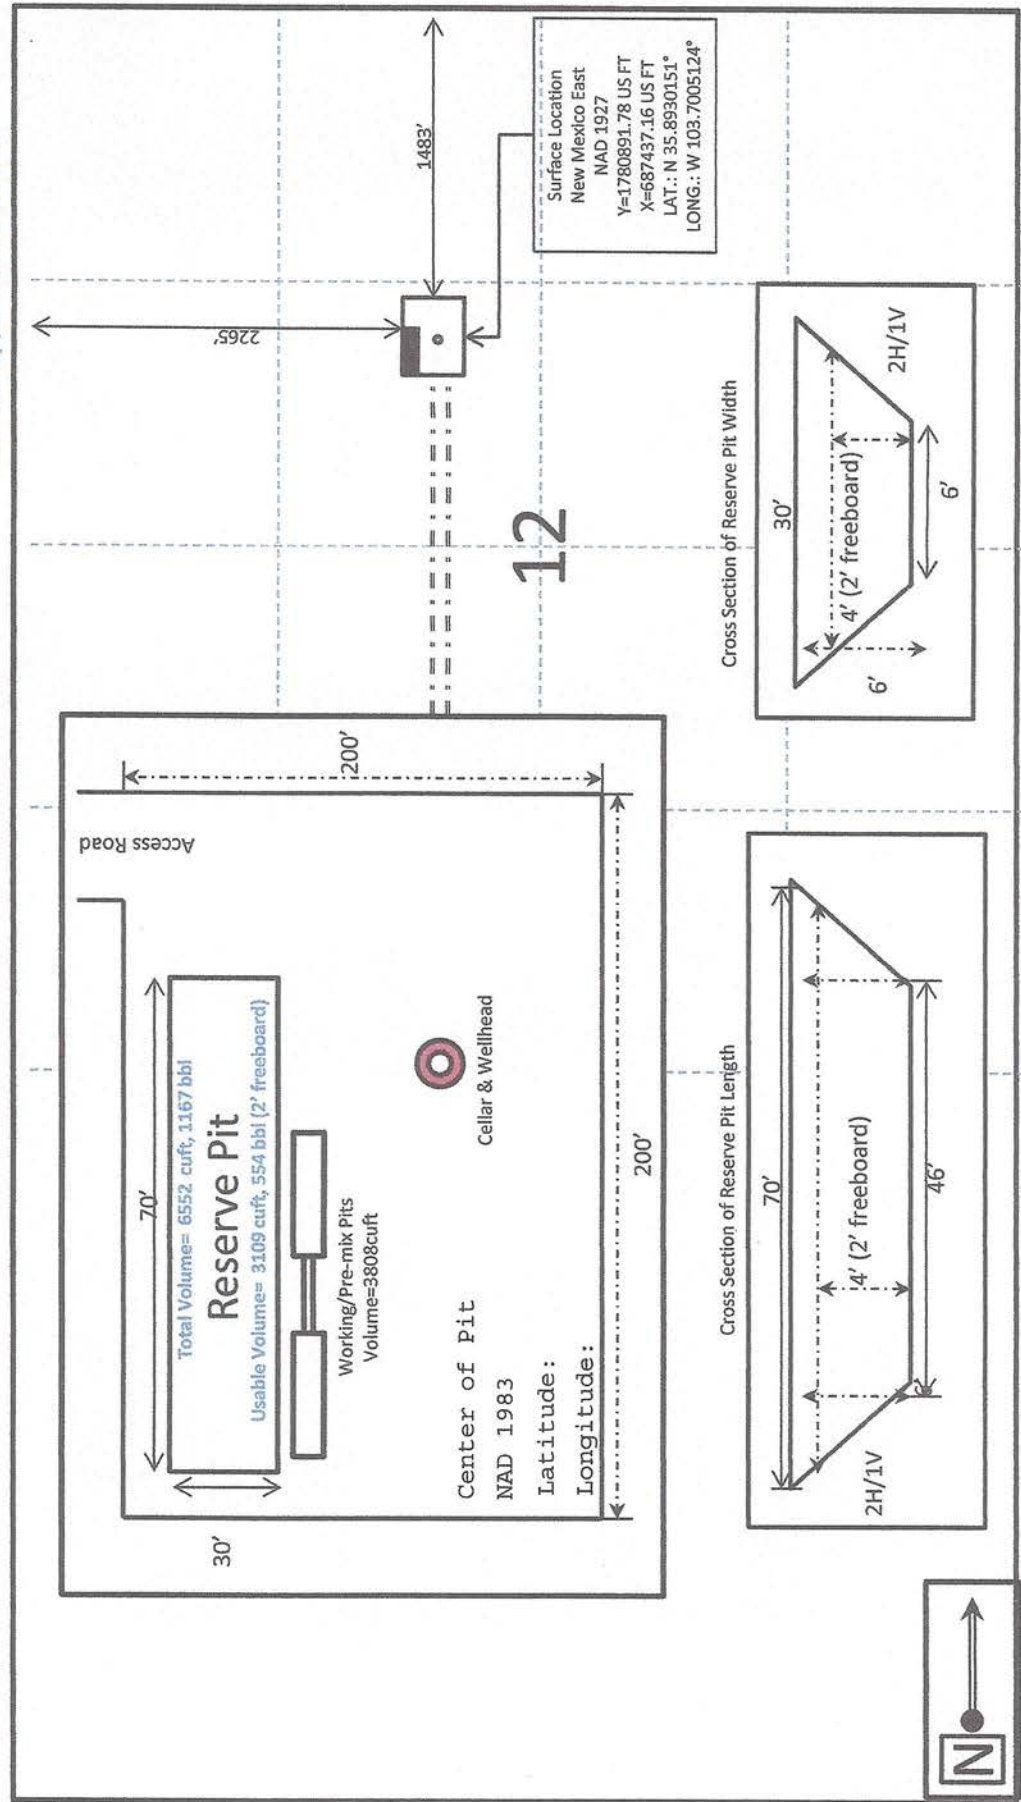 Access Road
200'
70'
Total Volume= 6552 cuft, 1167 bbl
Reserve Pit
Usable Volume= 3109 cuft, 554 bbl (2' freeboard)
30'
Working/Pre-mix Pits
Volume=3808cuft
Cellar & Wellhead
Center of Pit
NAD 1983
Latitude:
Longitude:
200'
2265'
1483'
12
Surface Location
New Mexico East
NAD 1927
Y=1780891.78 US FT
X=687437.16 US FT
LAT.: N 35.8930151°
LONG.: W 103.7005124°
Cross Section of Reserve Pit Length
70'
4' (2' freeboard)
2H/1V
46'
Cross Section of Reserve Pit Width
30'
4' (2' freeboard)
6'
2H/1V
6'
N